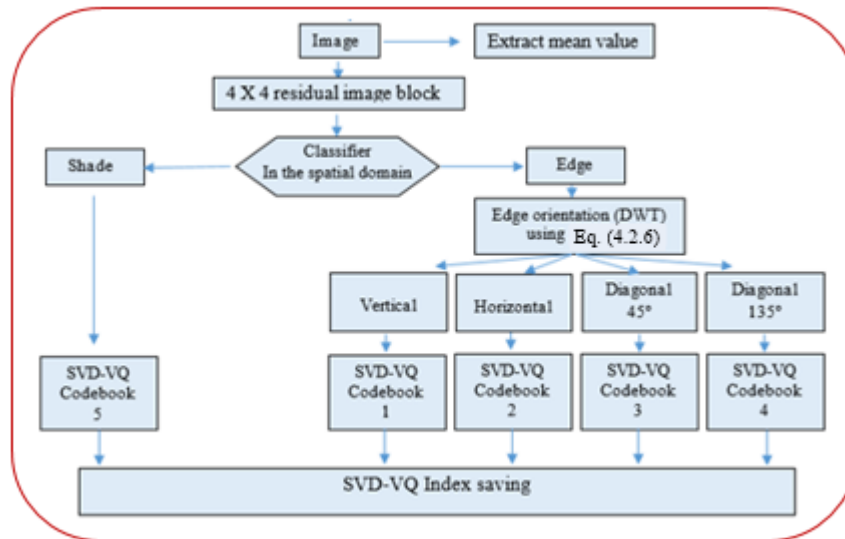 Image
Extract mean value
4 X 4 residual image block
Classifier
In the spatial domain
Shade
Edge
Edge orientation (DWT)
using Eq. (4.2.6)
Vertical
Horizontal
Diagonal
45°
Diagonal
135°
SVD-VQ
Codebook
5
SVD-VQ
Codebook
1
SVD-VQ
Codebook
2
SVD-VQ
Codebook
3
SVD-VQ
Codebook
4
SVD-VQ Index saving